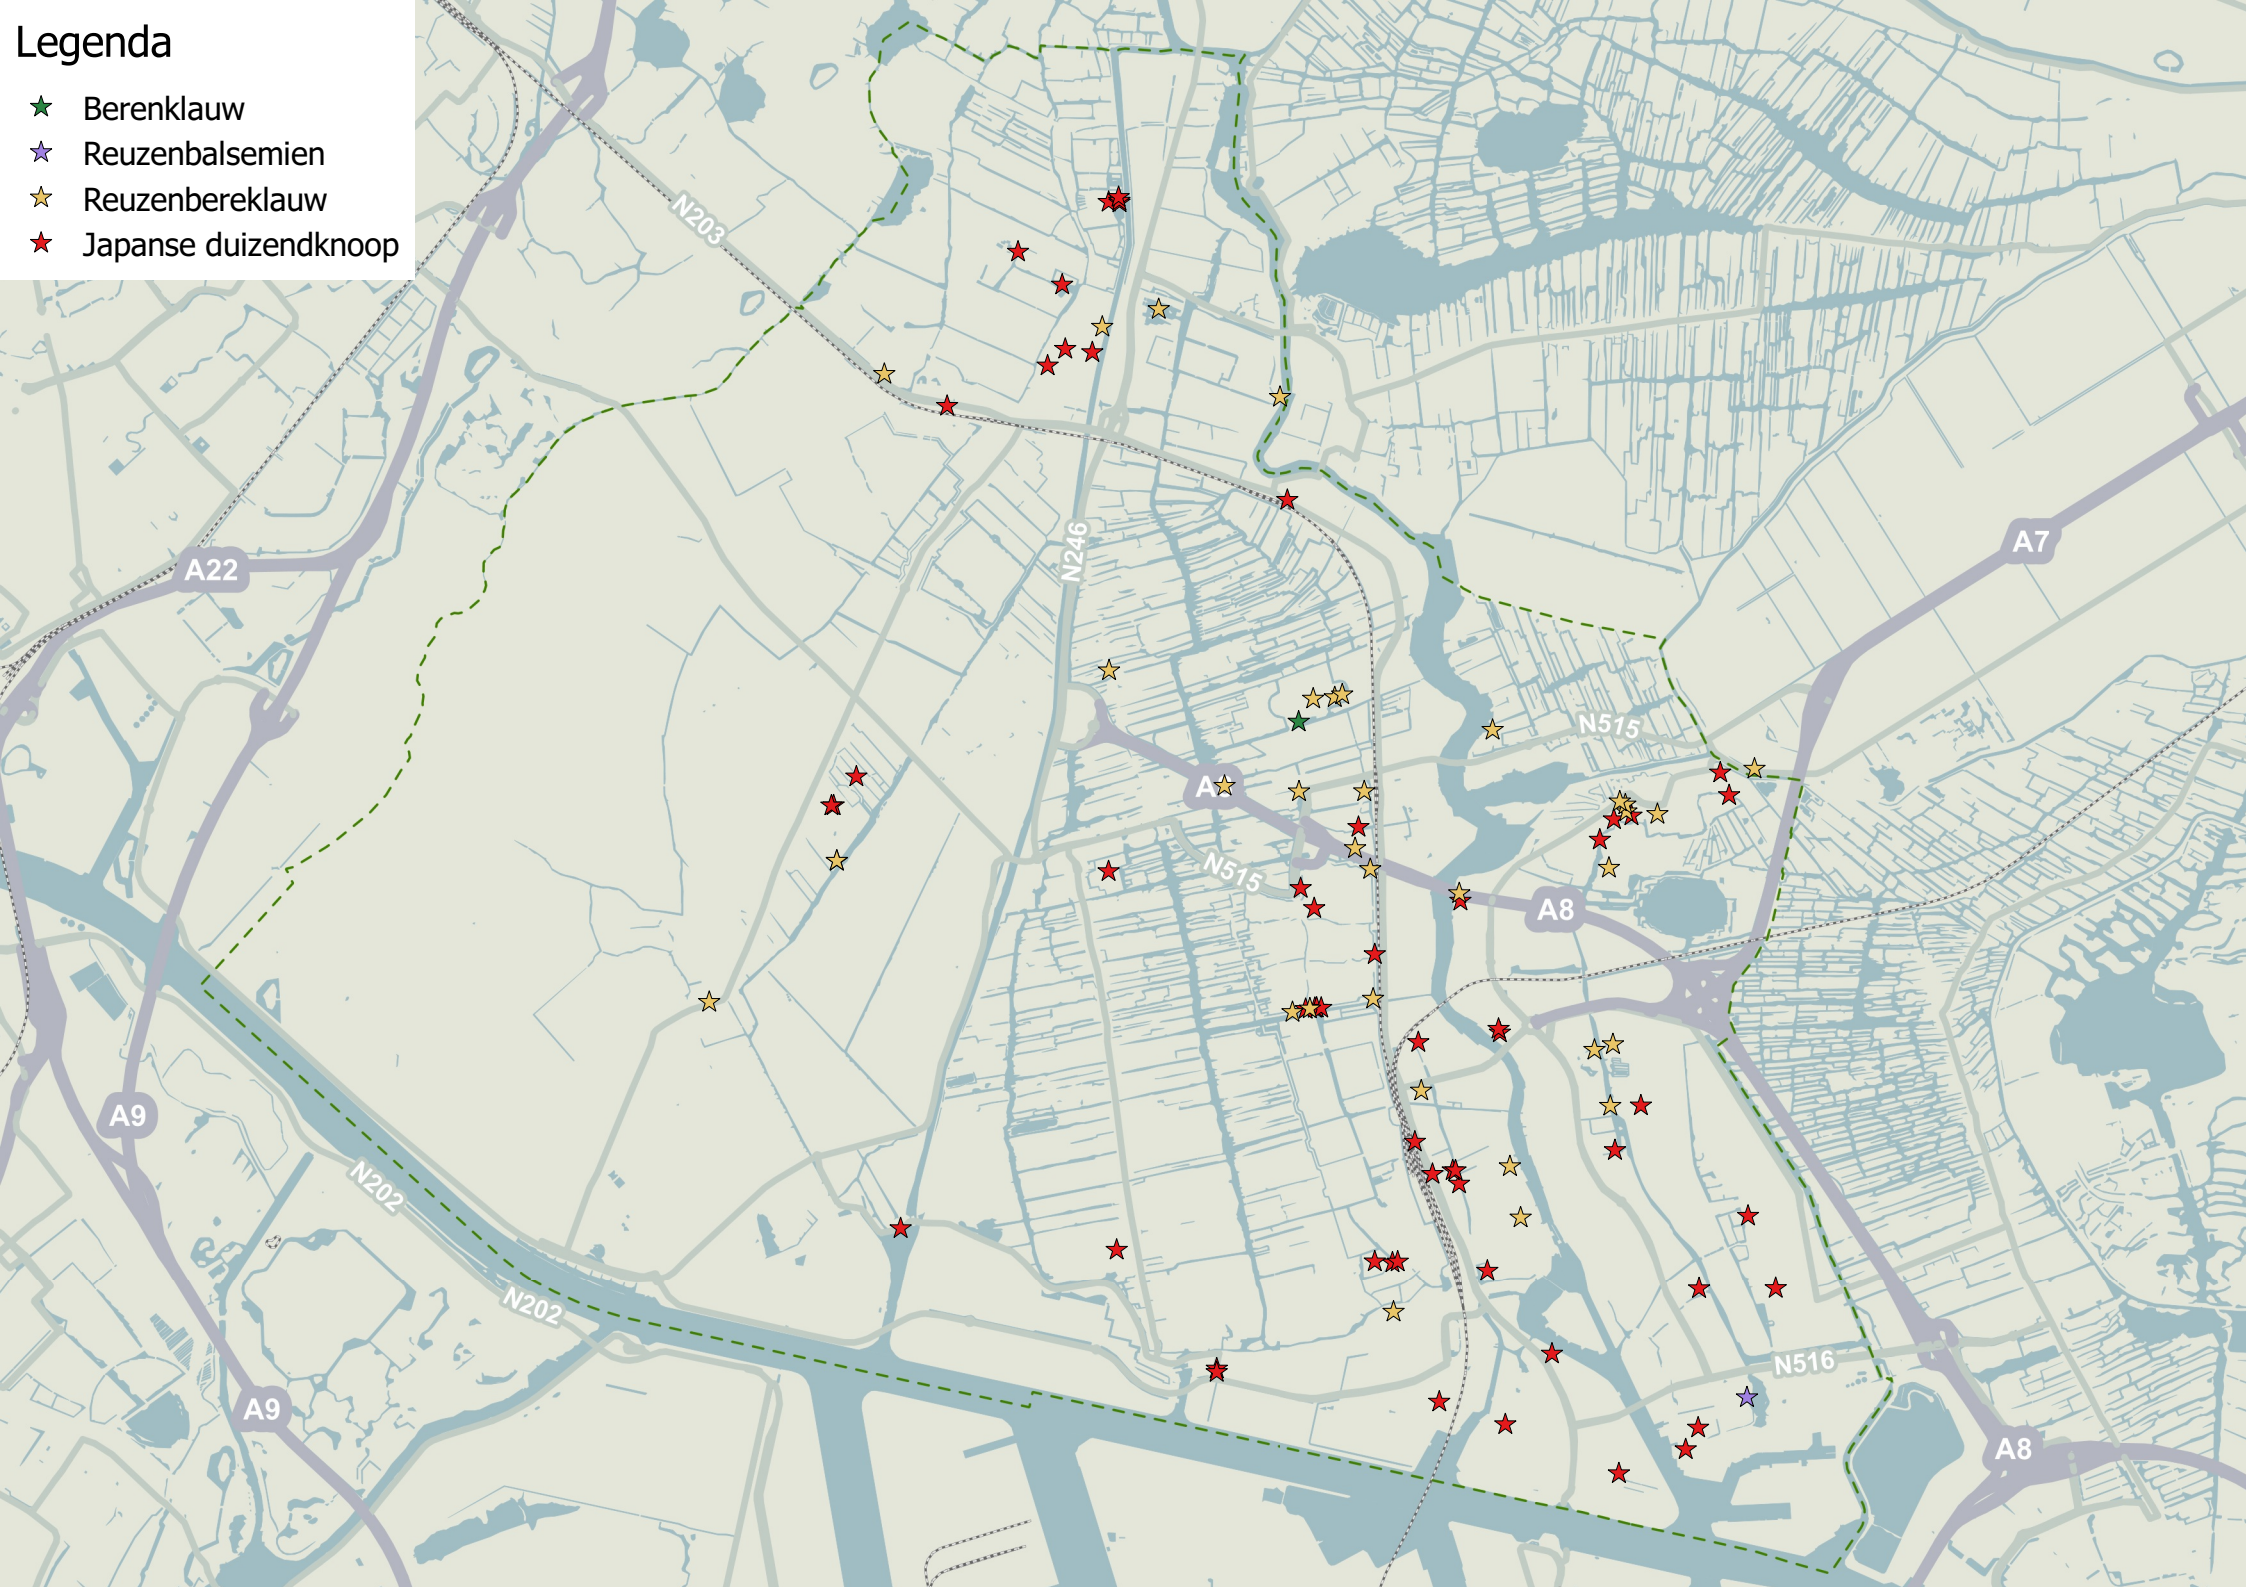 Legenda
Berenklauw
Reuzenbalsemien
Reuzenbereklauw
Japanse duizendknoop
N203
N246
A7
A22
N515
N515
A8
A9
N202
N202
N516
A9
A8